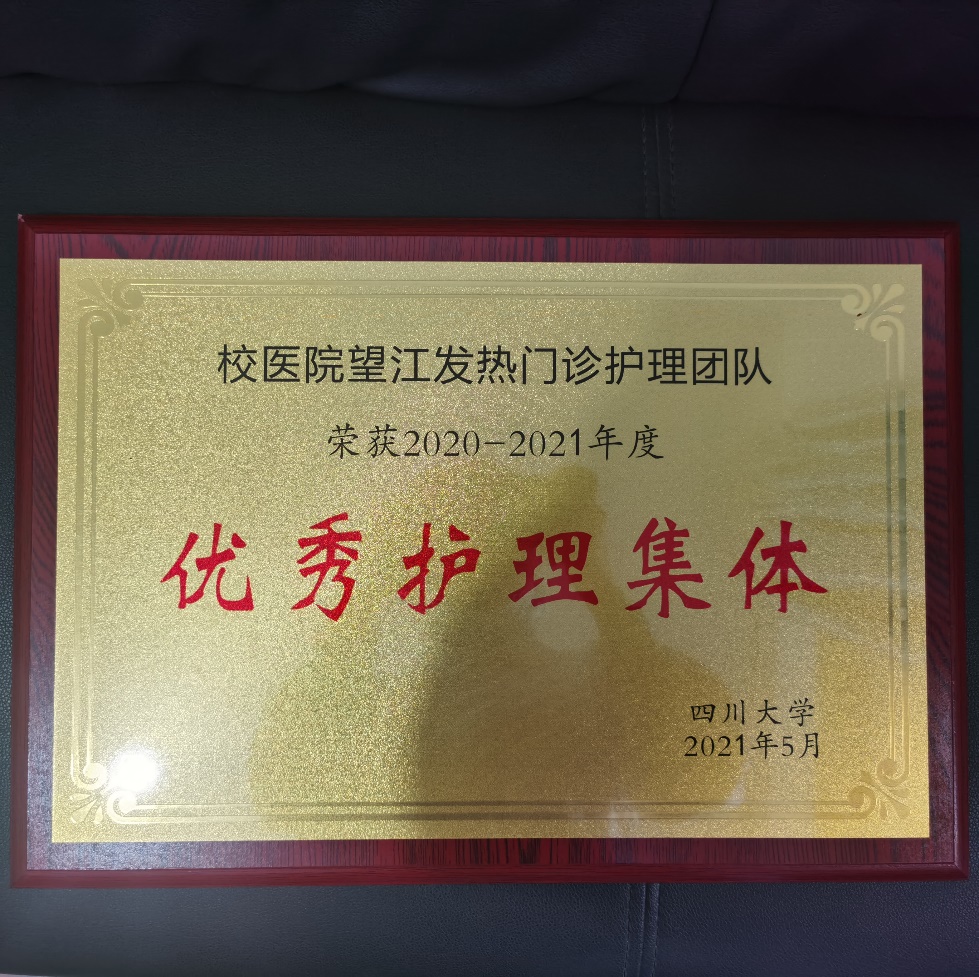 校医院望江发热门诊护理团队
荣获2020-2021年度
优秀护理集体
四川大学
2021年5月